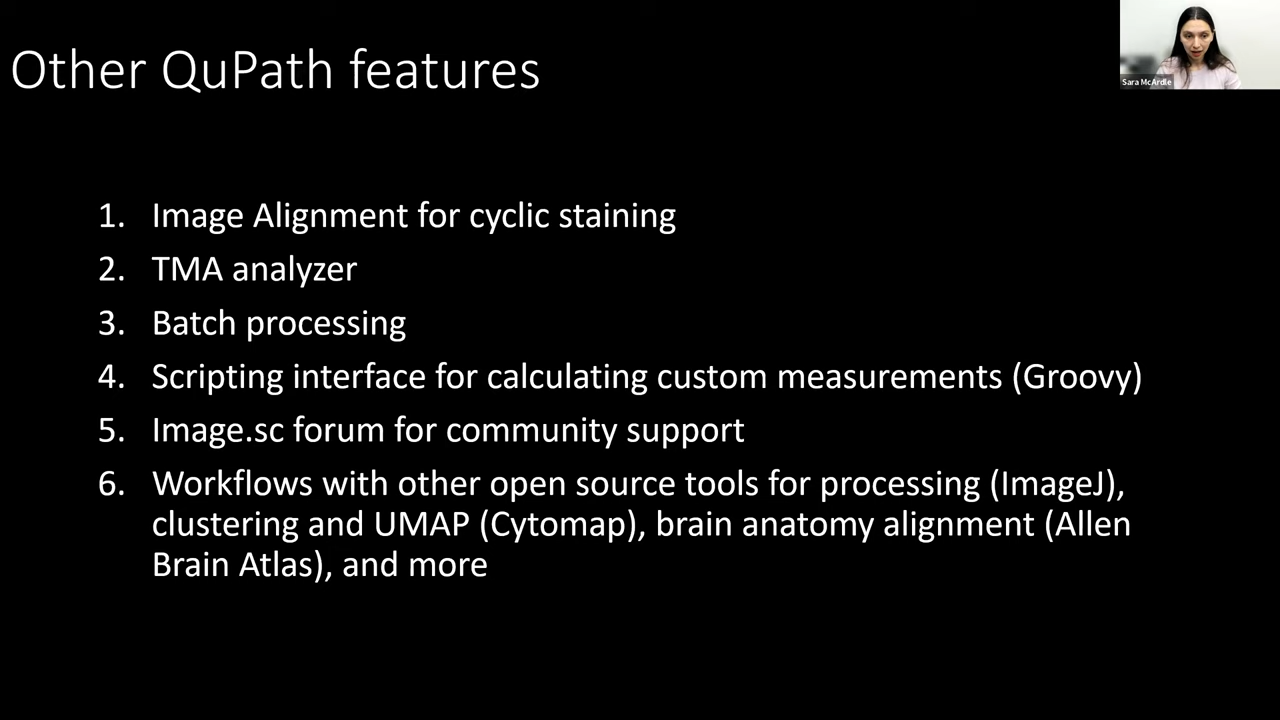 Other QuPath features
Sara McArdle
1. Image Alignment for cyclic staining
2. TMA analyzer
3. Batch processing
4. Scripting interface for calculating custom measurements (Groovy)
5. Image.sc forum for community support
6. Workflows with other open source tools for processing (ImageJ),
clustering and UMAP (Cytomap), brain anatomy alignment (Allen
Brain Atlas), and more